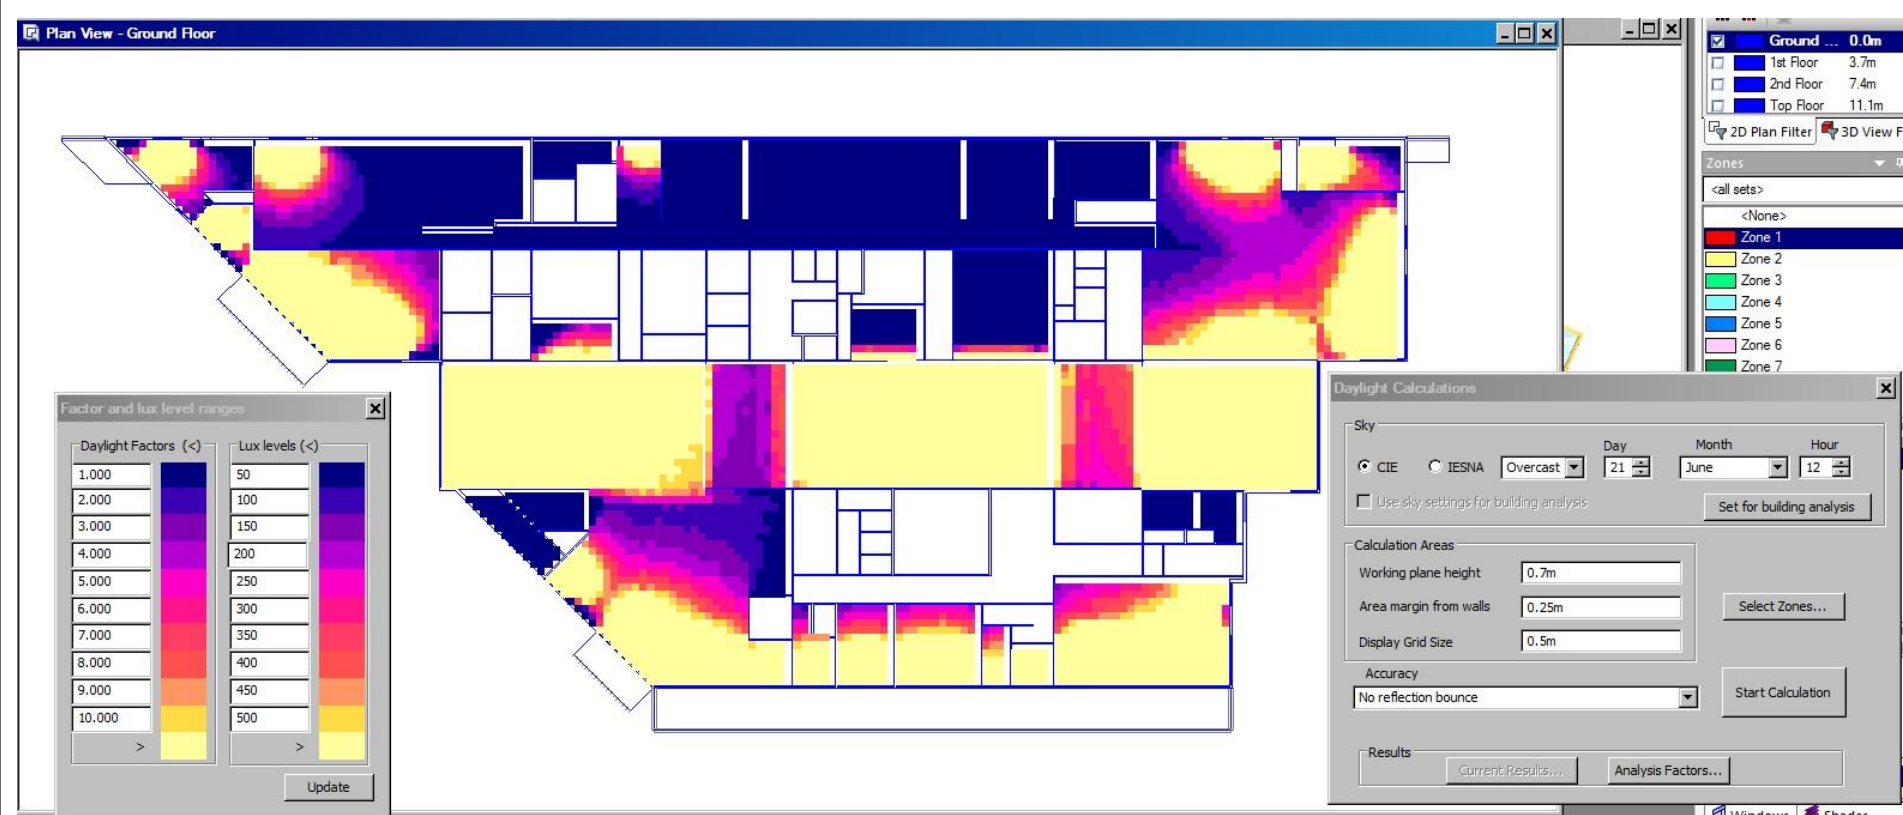 Plan View - Ground Floor
Ground ... 0.0m
1st Floor 3.7m
2nd Floor 7.4m
Top Floor 11.1m
2D Plan Filter 3D View F
Zones
<all sets>
<None>
Zone 1
Zone 2
Zone 3
Zone 4
Zone 5
Zone 6
Zone 7
Factor and lux level ranges
Daylight Factors (<) Lux levels (<)
1.000 50
2.000 100
3.000 150
4.000 200
5.000 250
6.000 300
7.000 350
8.000 400
9.000 450
10.000 500
> >
Update
Daylight Calculations
Sky
Day Month Hour
CIE IESNA Overcast 21 June 12
Use sky settings for building analysis Set for building analysis
Calculation Areas
Working plane height 0.7m
Area margin from walls 0.25m Select Zones...
Display Grid Size 0.5m
Accuracy
No reflection bounce Start Calculation
Results
Current Results... Analysis Factors...